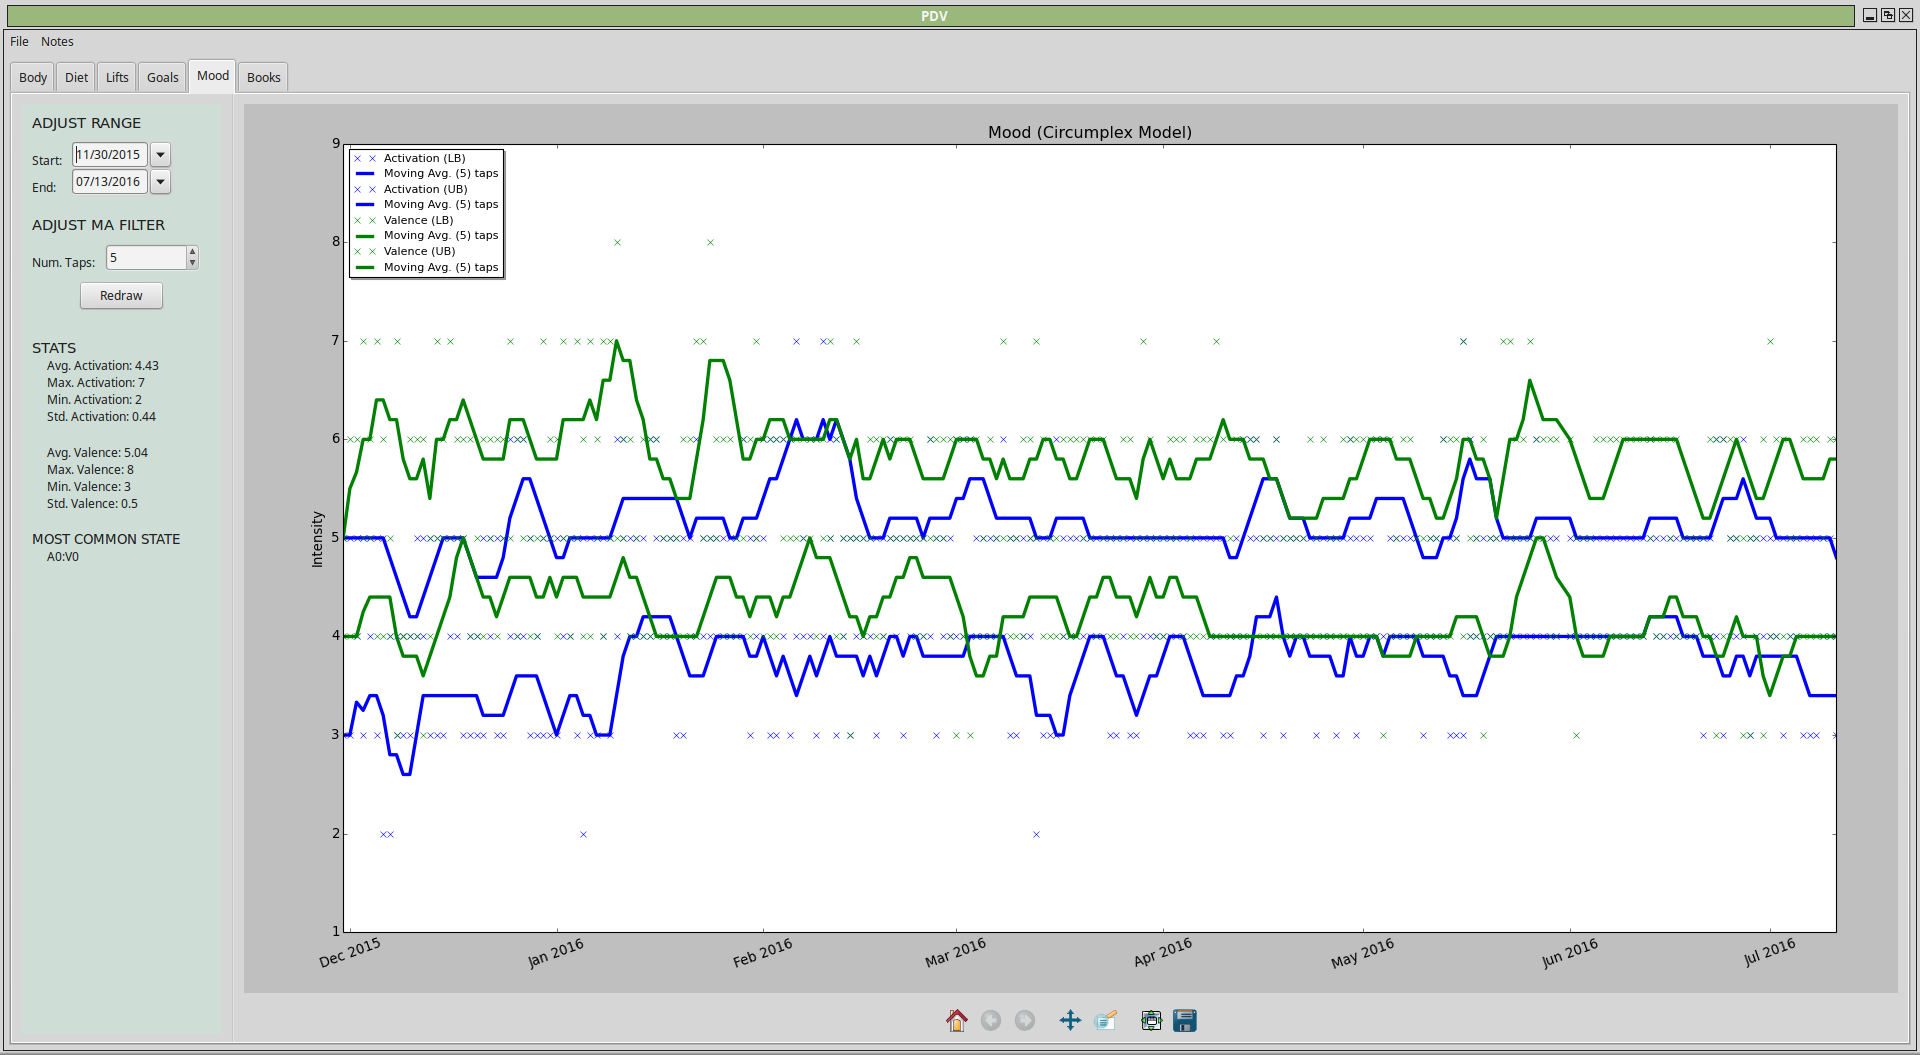 PDV
File Notes
Body Diet Lifts Goals Mood Books
ADJUST RANGE
Start: 11/30/2015
End: 07/13/2016
ADJUST MA FILTER
Num. Taps: 5
Redraw
STATS
Avg. Activation: 4.43
Max. Activation: 7
Min. Activation: 2
Std. Activation: 0.44
Avg. Valence: 5.04
Max. Valence: 8
Min. Valence: 3
Std. Valence: 0.5
MOST COMMON STATE
A0:V0
Mood (Circumplex Model)
Activation (LB)
Moving Avg. (5) taps
Activation (UB)
Moving Avg. (5) taps
Valence (LB)
Moving Avg. (5) taps
Valence (UB)
Moving Avg. (5) taps
Intensity
9
8
7
6
5
4
3
2
1
Dec 2015 Jan 2016 Feb 2016 Mar 2016 Apr 2016 May 2016 Jun 2016 Jul 2016